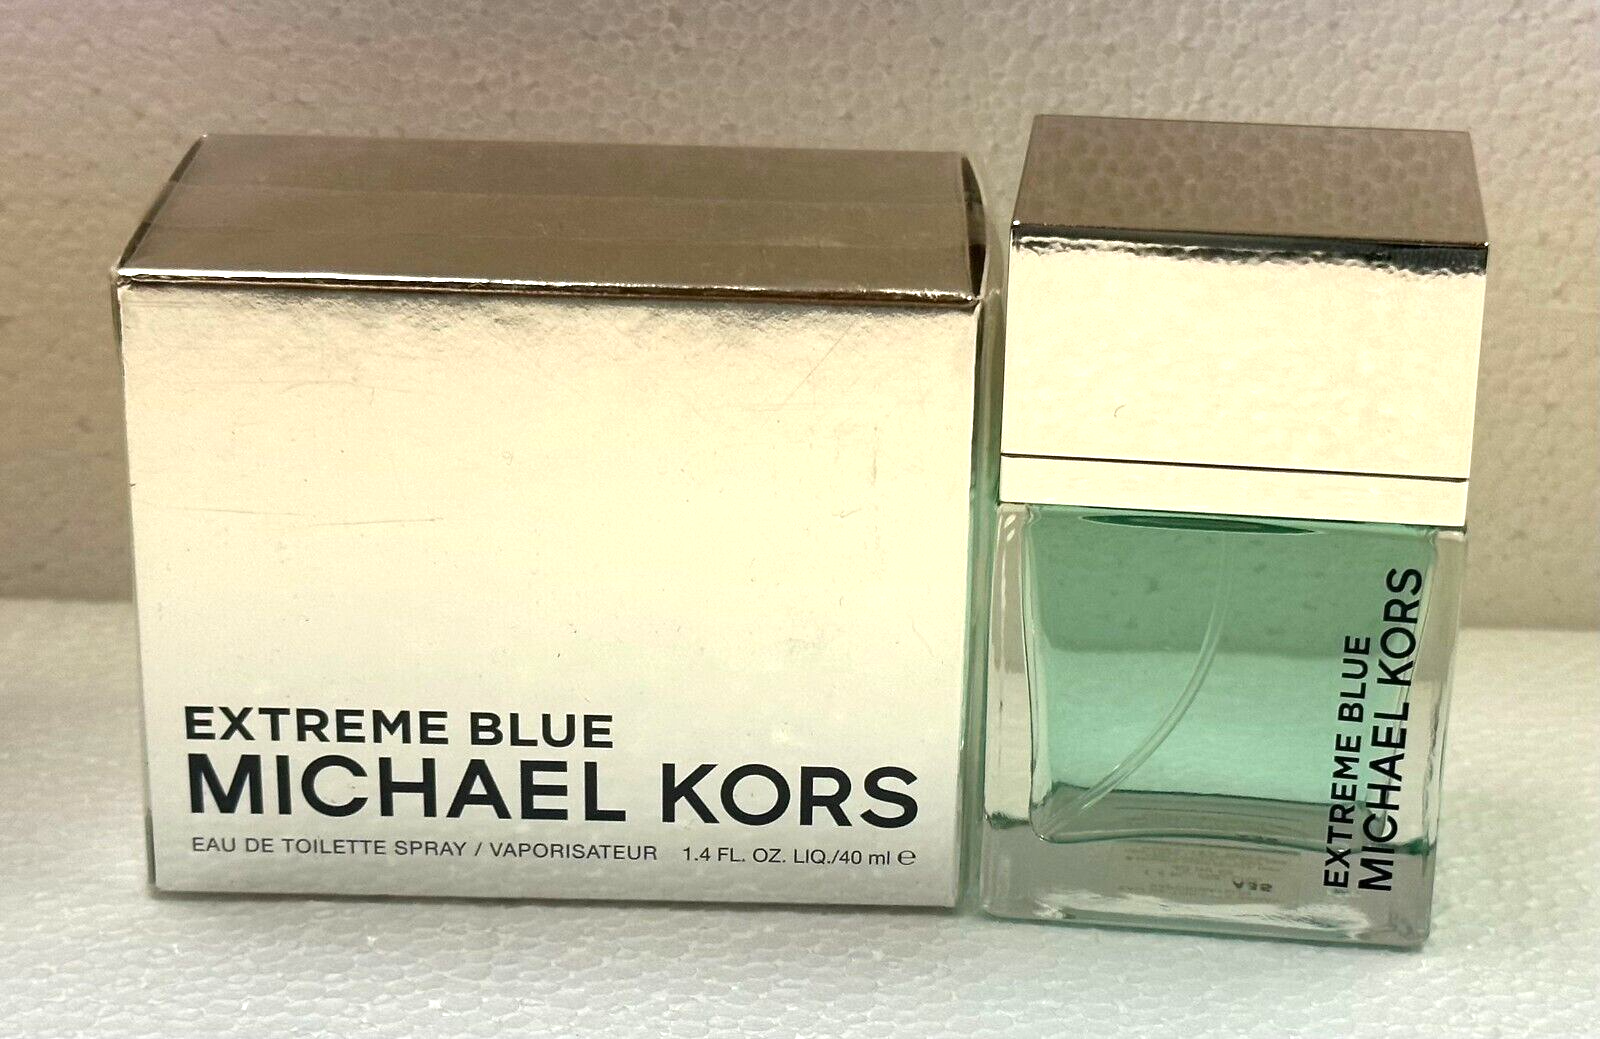 EXTREME BLUE
MICHAEL KORS
EAU DE TOILETTE SPRAY / VAPORISATEUR 1.4 FL. OZ. LIQ./40 ml ℮
EXTREME BLUE
MICHAEL KORS